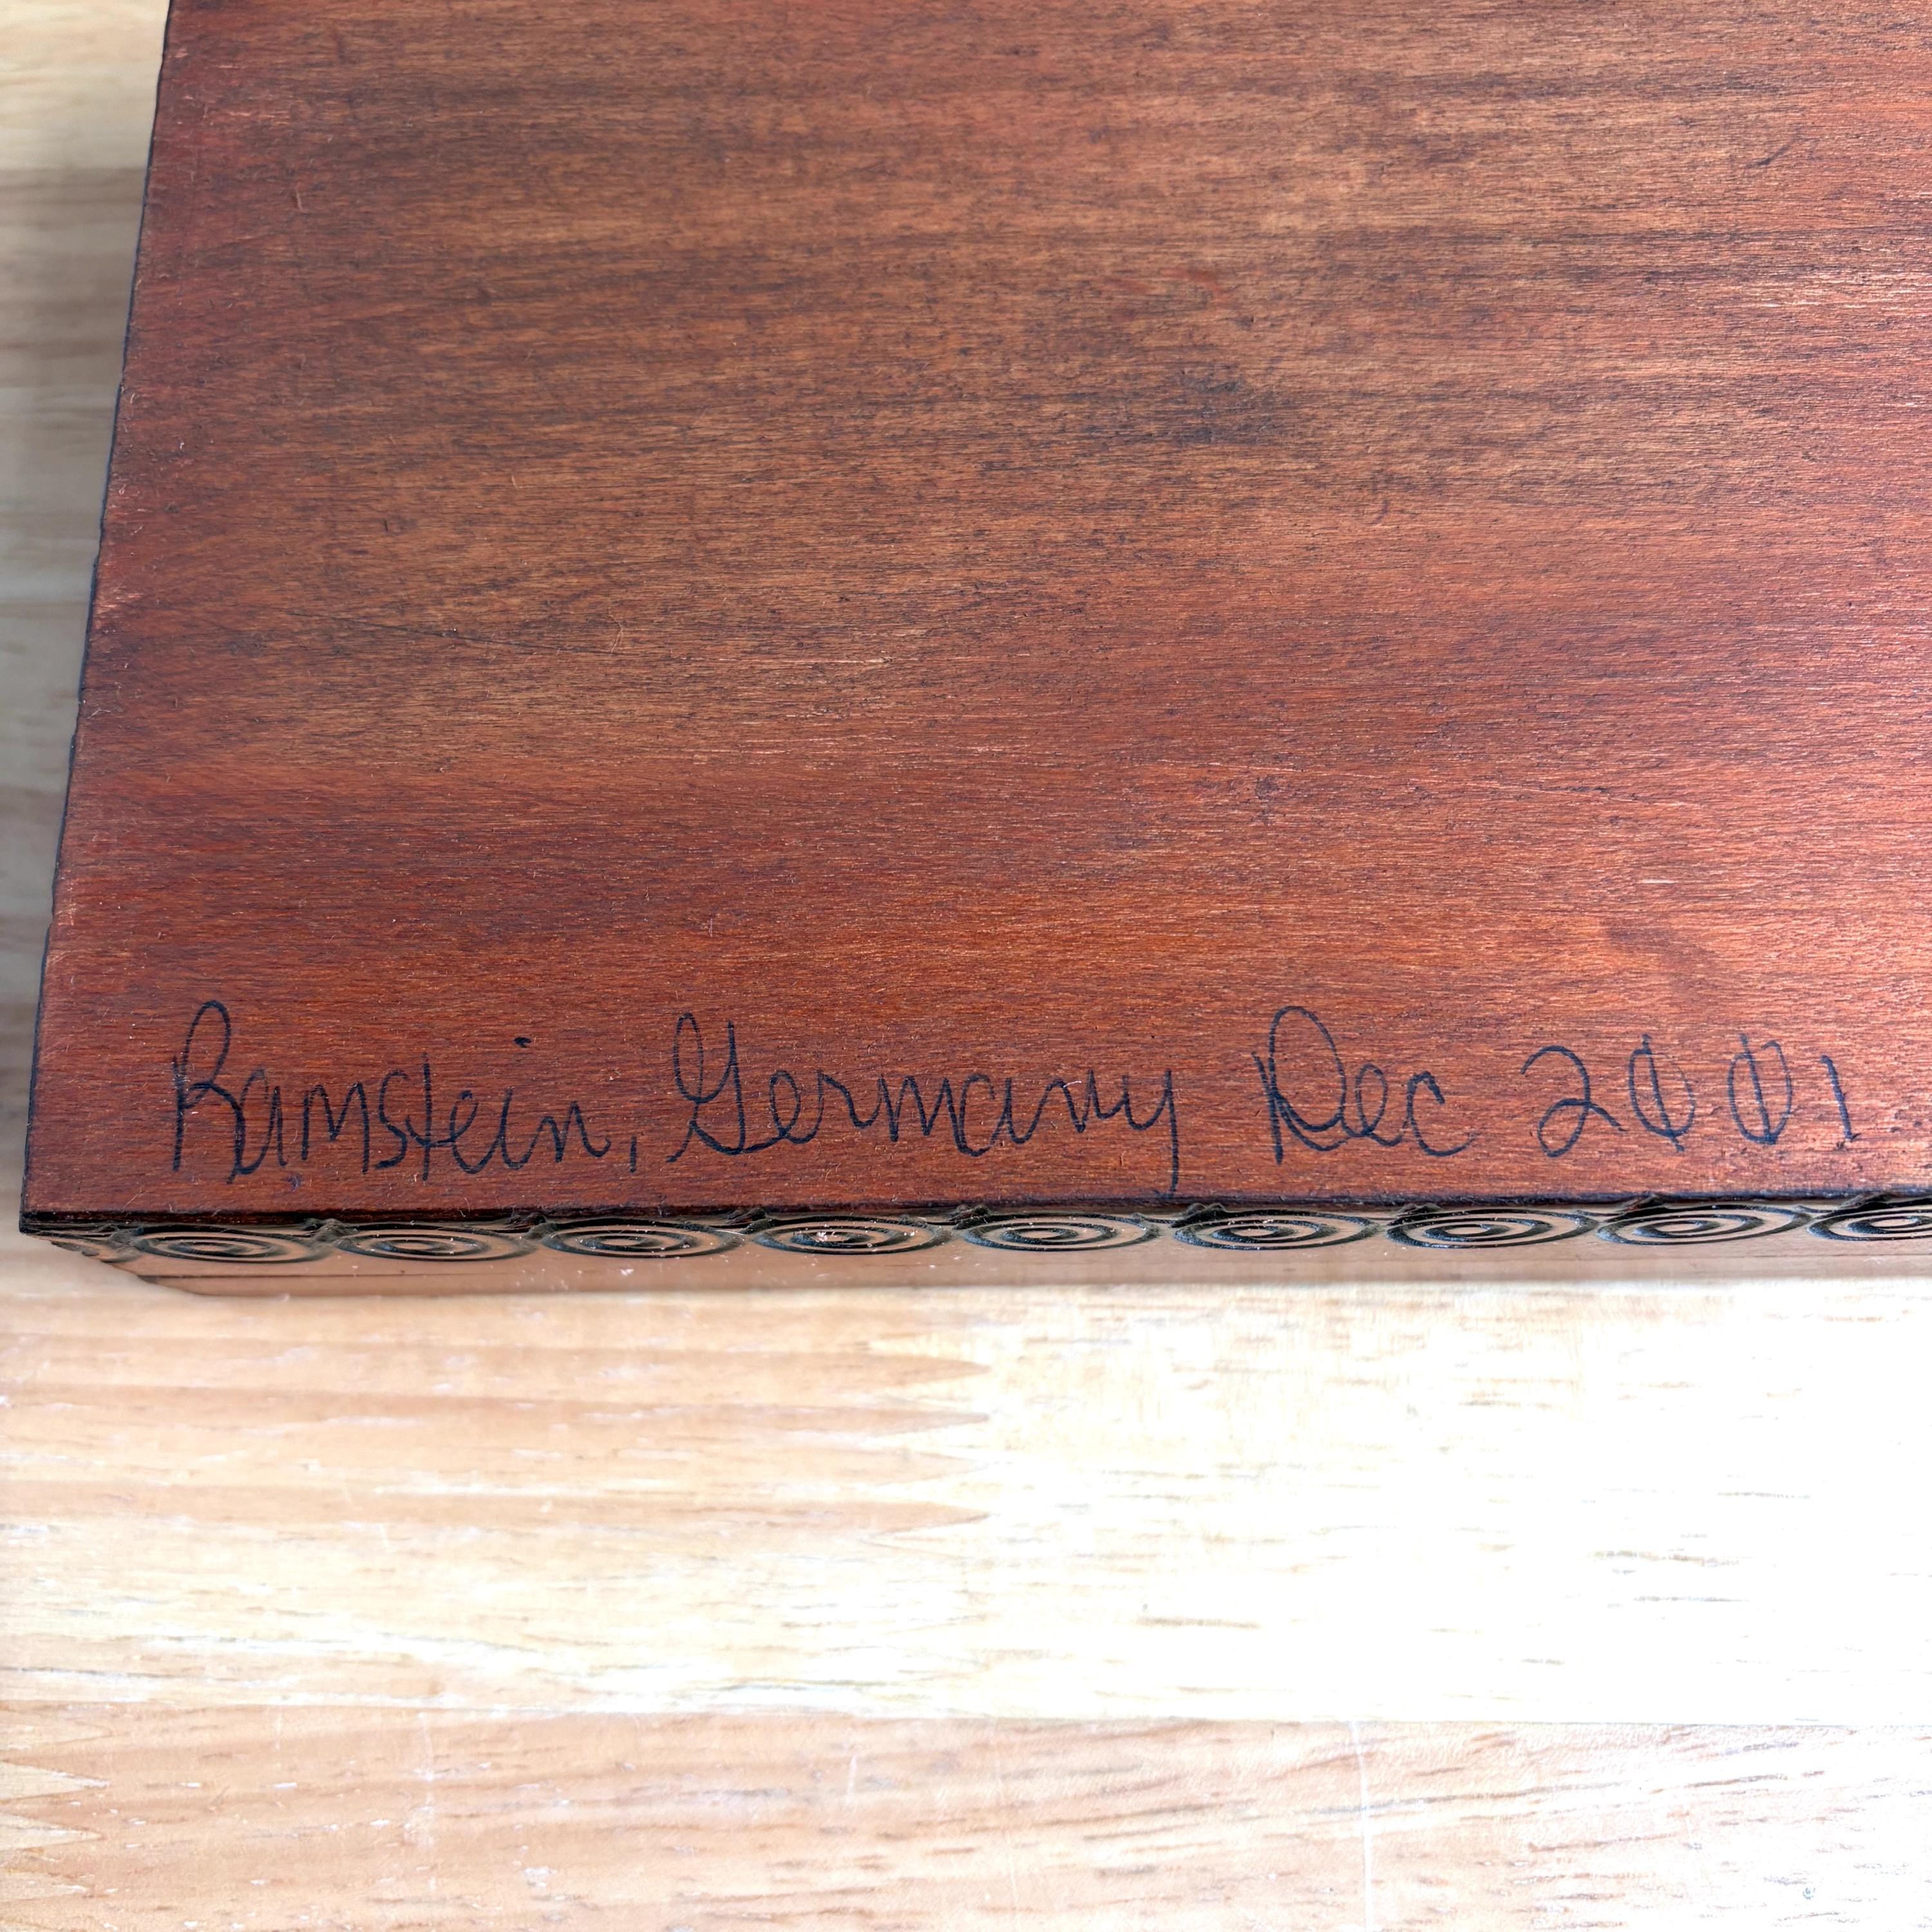 Ramstein, Germany Dec 2001